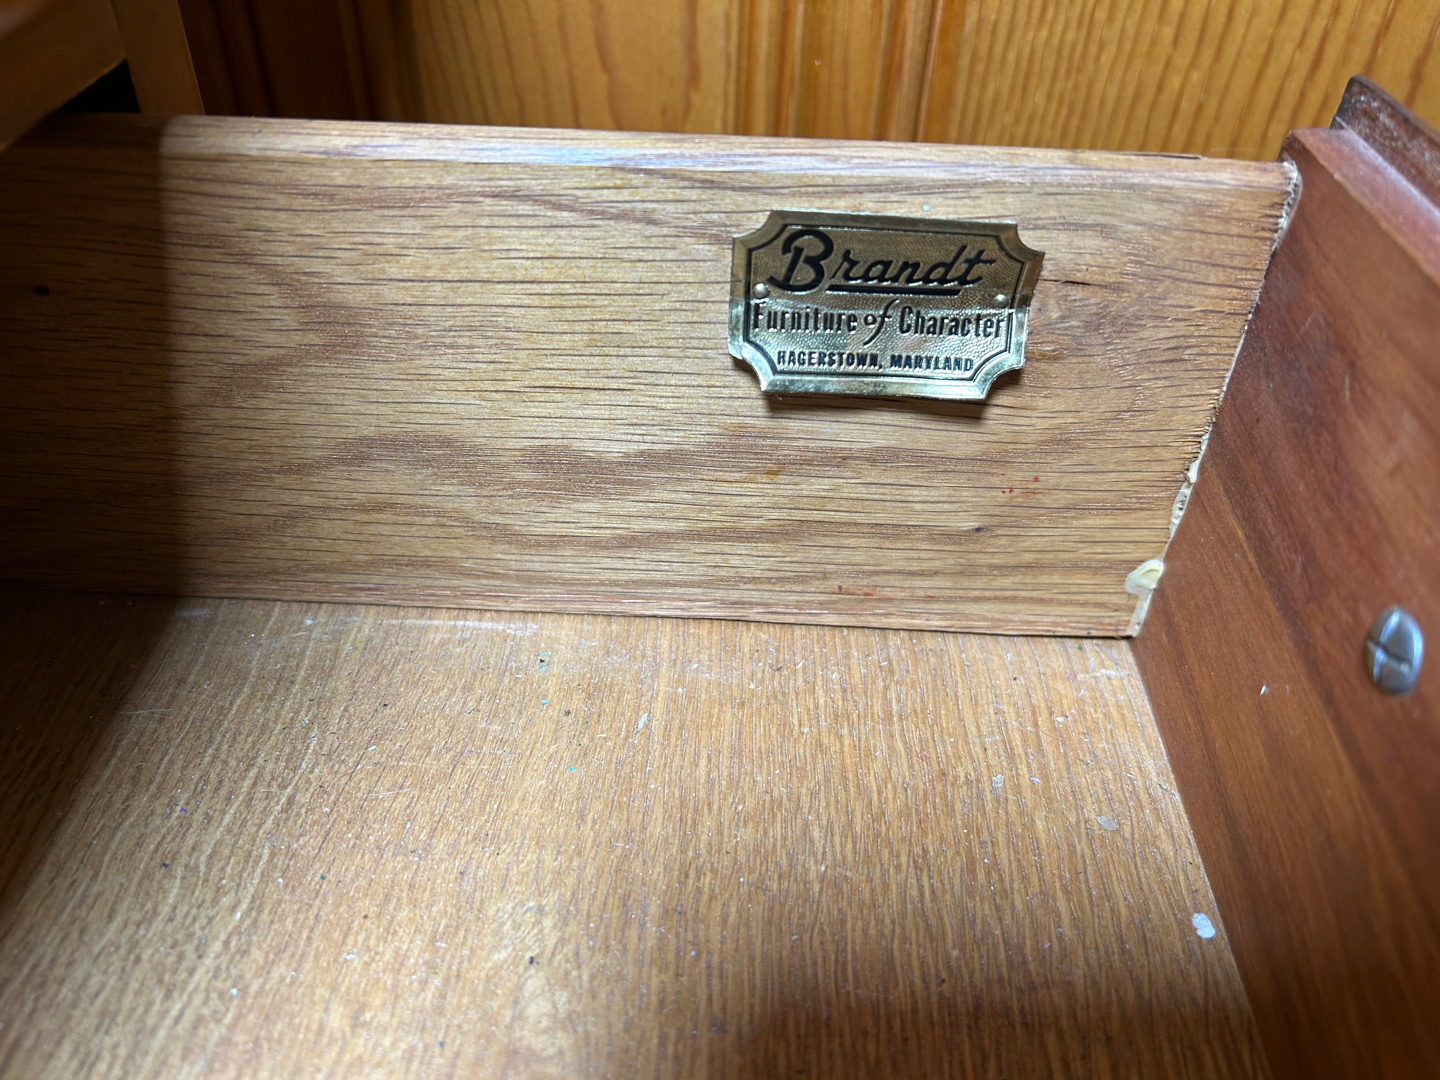 Brandt
Furniture of Character
HAGERSTOWN, MARYLAND